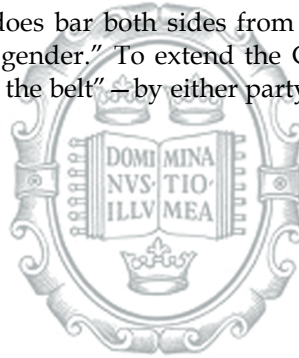 does bar both sides from
gender.” To extend the C
the belt”—by either party
DOMI MINA
NVS· TIO·
ILLV MEA